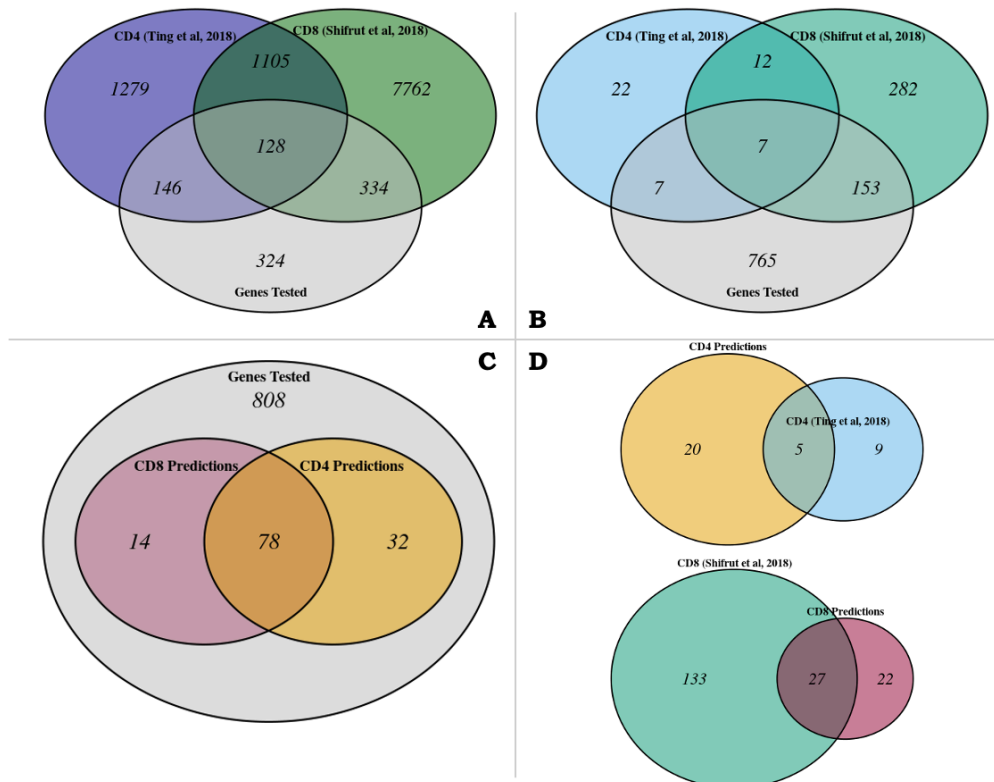 CD4 (Ting et al, 2018)
CD8 (Shifrut et al, 2018)
1279
1105
7762
128
146
334
324
Genes Tested
A
CD4 (Ting et al, 2018)
CD8 (Shifrut et al, 2018)
22
12
282
7
7
153
765
Genes Tested
B
C
Genes Tested
808
CD8 Predictions
CD4 Predictions
14
78
32
D
CD4 Predictions
CD4 (Ting et al, 2018)
20
5
9
CD8 (Shifrut et al, 2018)
CD8 Predictions
133
27
22